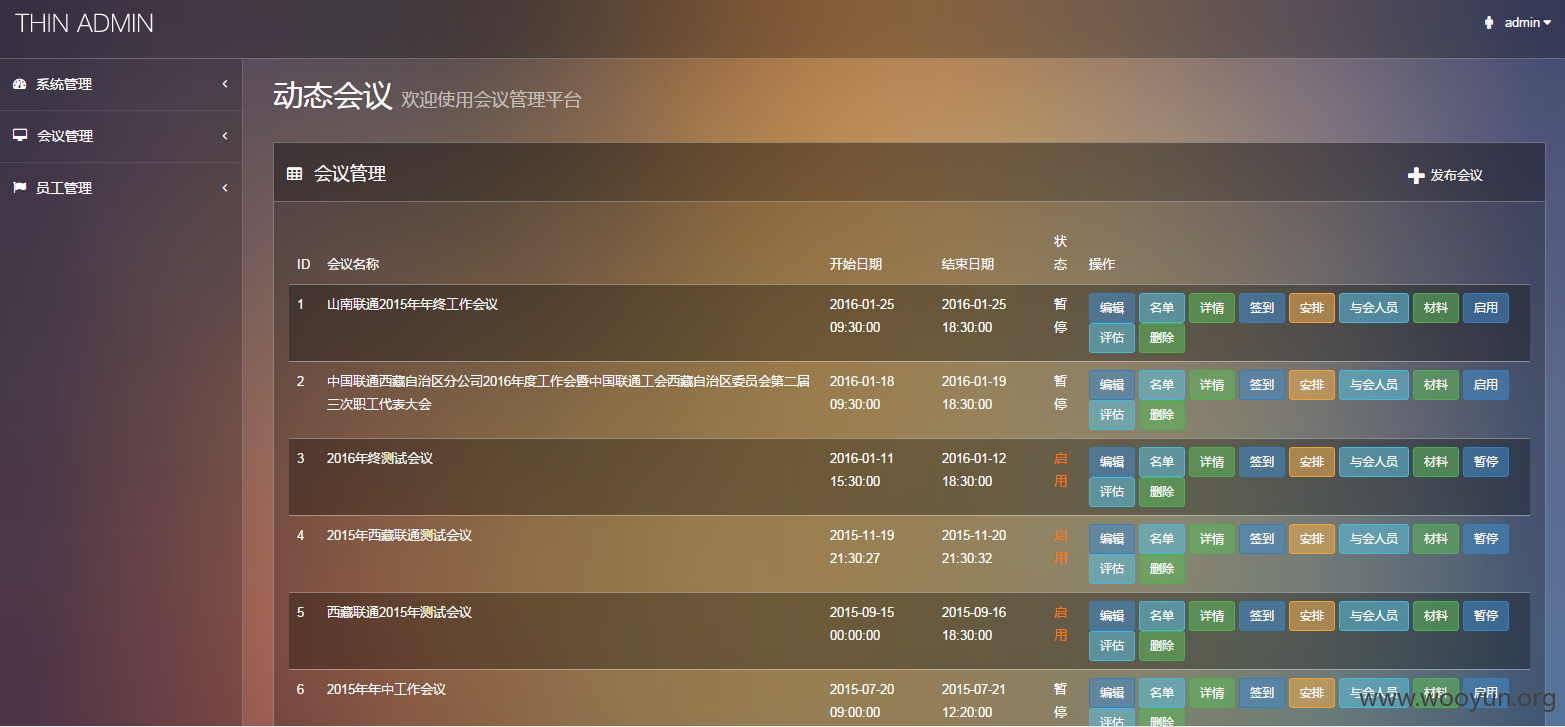 THIN ADMIN
admin
系统管理
会议管理
员工管理
动态会议 欢迎使用会议管理平台
会议管理
发布会议
ID 会议名称 开始日期 结束日期 状态 操作
1 山南联通2015年年终工作会议 2016-01-25 2016-01-25 暂 编辑 名单 详情 签到 安排 与会人员 材料 启用
09:30:00 18:30:00 停 评估 删除
2 中国联通西藏自治区分公司2016年度工作会暨中国联通工会西藏自治区委员会第二届 2016-01-18 2016-01-19 暂 编辑 名单 详情 签到 安排 与会人员 材料 启用
三次职工代表大会 09:30:00 18:30:00 停 评估 删除
3 2016年终测试会议 2016-01-11 2016-01-12 启 编辑 名单 详情 签到 安排 与会人员 材料 暂停
15:30:00 18:30:00 用 评估 删除
4 2015年西藏联通测试会议 2015-11-19 2015-11-20 启 编辑 名单 详情 签到 安排 与会人员 材料 暂停
21:30:27 21:30:32 用 评估 删除
5 西藏联通2015年测试会议 2015-09-15 2015-09-16 启 编辑 名单 详情 签到 安排 与会人员 材料 暂停
00:00:00 18:30:00 用 评估 删除
6 2015年年中工作会议 2015-07-20 2015-07-21 暂 编辑 名单 详情 签到 安排 与会人员 材料 启用
09:00:00 12:20:00 停 评估 删除
www.wooyun.org